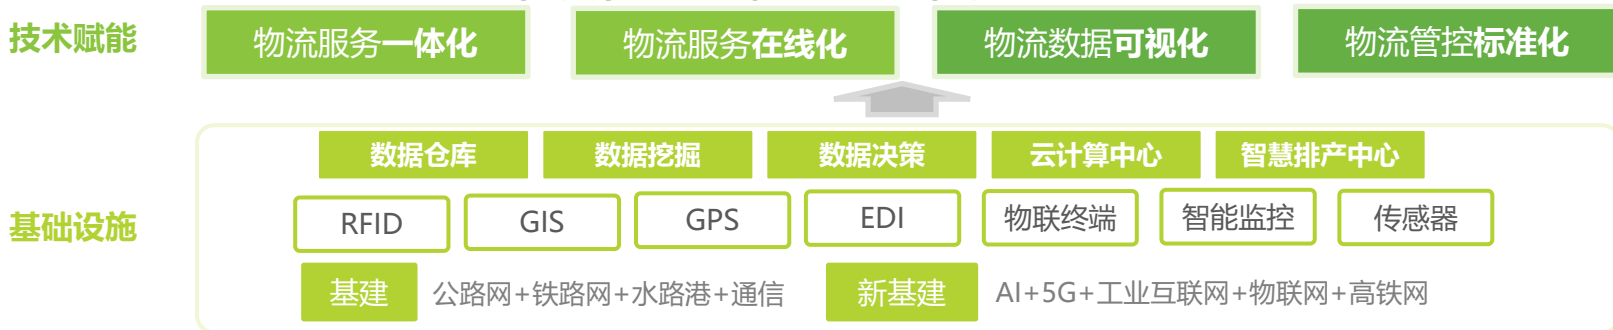 技术赋能
物流服务一体化
物流服务在线化
物流数据可视化
物流管控标准化
数据仓库
数据挖掘
数据决策
云计算中心
智慧排产中心
基础设施
RFID
GIS
GPS
EDI
物联终端
智能监控
传感器
基建
公路网+铁路网+水路港+通信
新基建
AI+5G+工业互联网+物联网+高铁网